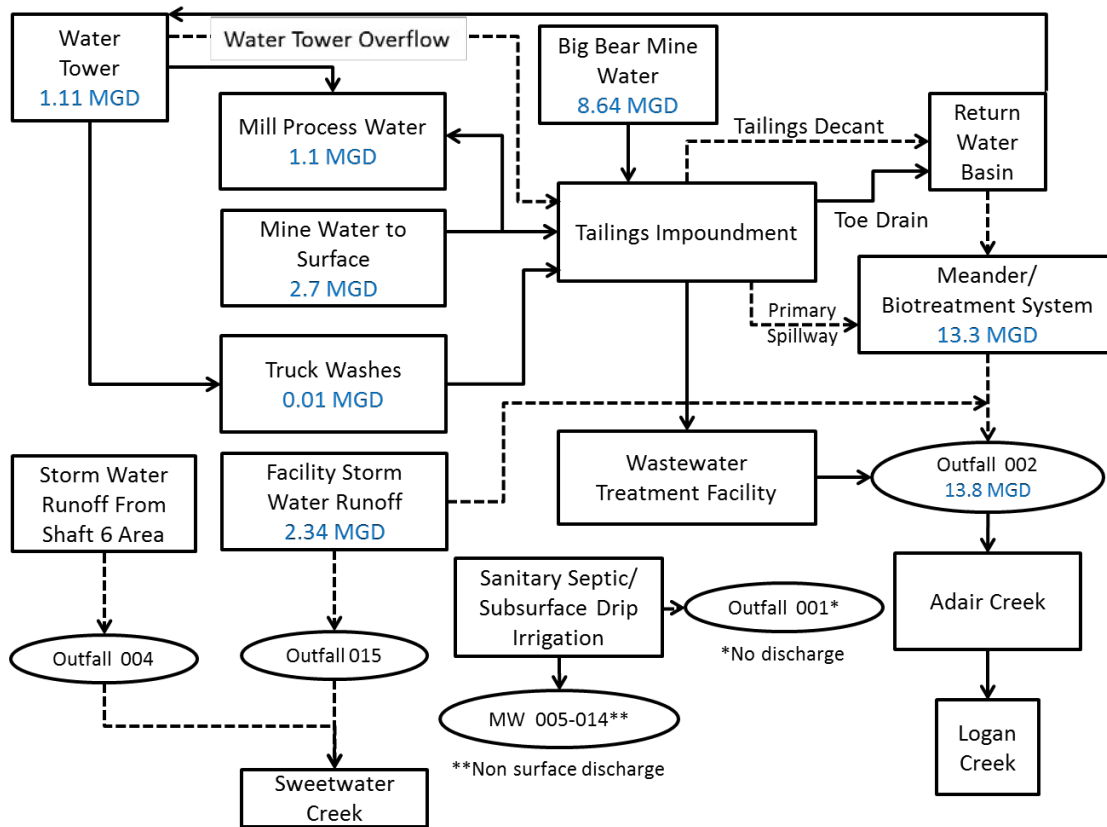 Water
Tower
1.11 MGD
Water Tower Overflow
Big Bear Mine
Water
8.64 MGD
Mill Process Water
1.1 MGD
Tailings Decant
Return
Water
Basin
Mine Water to
Surface
2.7 MGD
Tailings Impoundment
Toe Drain
Meander/
Biotreatment System
13.3 MGD
Primary
Spillway
Truck Washes
0.01 MGD
Storm Water
Runoff From
Shaft 6 Area
Facility Storm
Water Runoff
2.34 MGD
Wastewater
Treatment Facility
Outfall 002
13.8 MGD
Sanitary Septic/
Subsurface Drip
Irrigation
Outfall 001*
*No discharge
Adair Creek
Outfall 004
Outfall 015
MW 005-014**
**Non surface discharge
Logan
Creek
Sweetwater
Creek